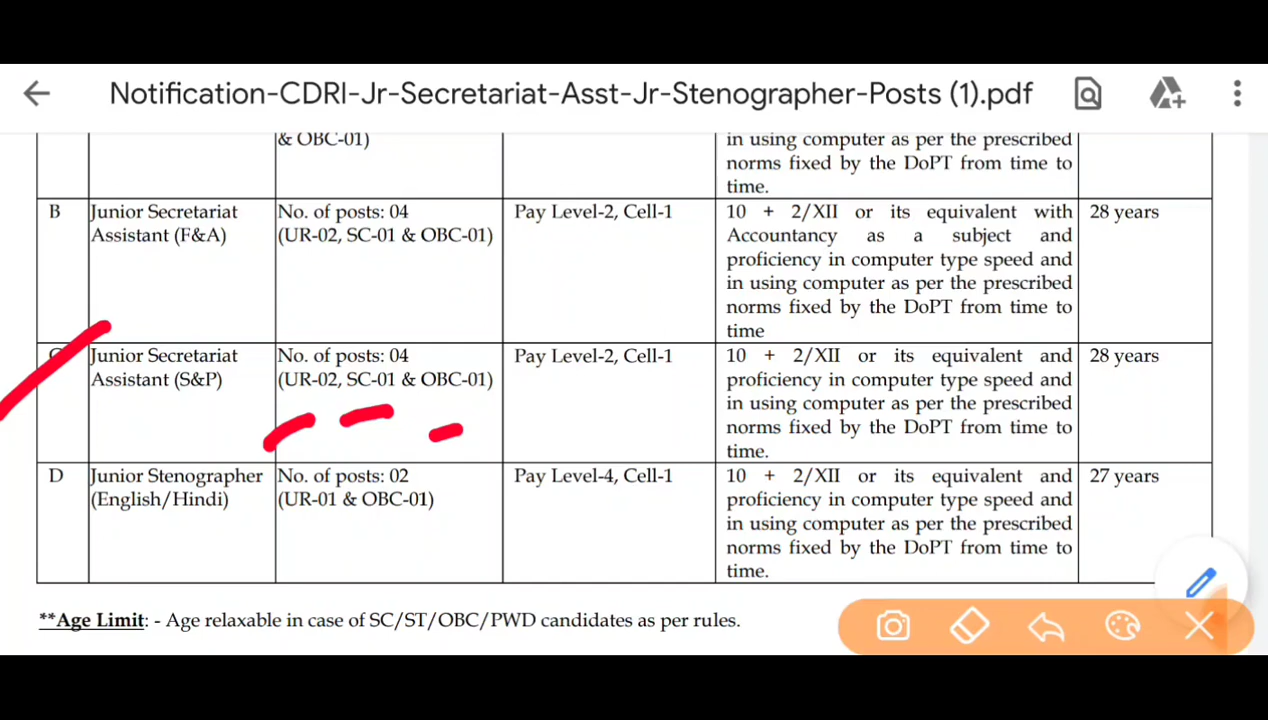 Notification-CDRI-Jr-Secretariat-Asst-Jr-Stenographer-Posts (1).pdf
& OBC-01)
in using computer as per the prescribed
norms fixed by the DoPT from time to
time.
B
Junior Secretariat
Assistant (F&A)
No. of posts: 04
(UR-02, SC-01 & OBC-01)
Pay Level-2, Cell-1
10 + 2/XII or its equivalent with
Accountancy as a subject and
proficiency in computer type speed and
in using computer as per the prescribed
norms fixed by the DoPT from time to
time
28 years
Junior Secretariat
Assistant (S&P)
No. of posts: 04
(UR-02, SC-01 & OBC-01)
Pay Level-2, Cell-1
10 + 2/XII or its equivalent and
proficiency in computer type speed and
in using computer as per the prescribed
norms fixed by the DoPT from time to
time.
28 years
D
Junior Stenographer
(English/Hindi)
No. of posts: 02
(UR-01 & OBC-01)
Pay Level-4, Cell-1
10 + 2/XII or its equivalent and
proficiency in computer type speed and
in using computer as per the prescribed
norms fixed by the DoPT from time to
time.
27 years
**Age Limit: - Age relaxable in case of SC/ST/OBC/PWD candidates as per rules.